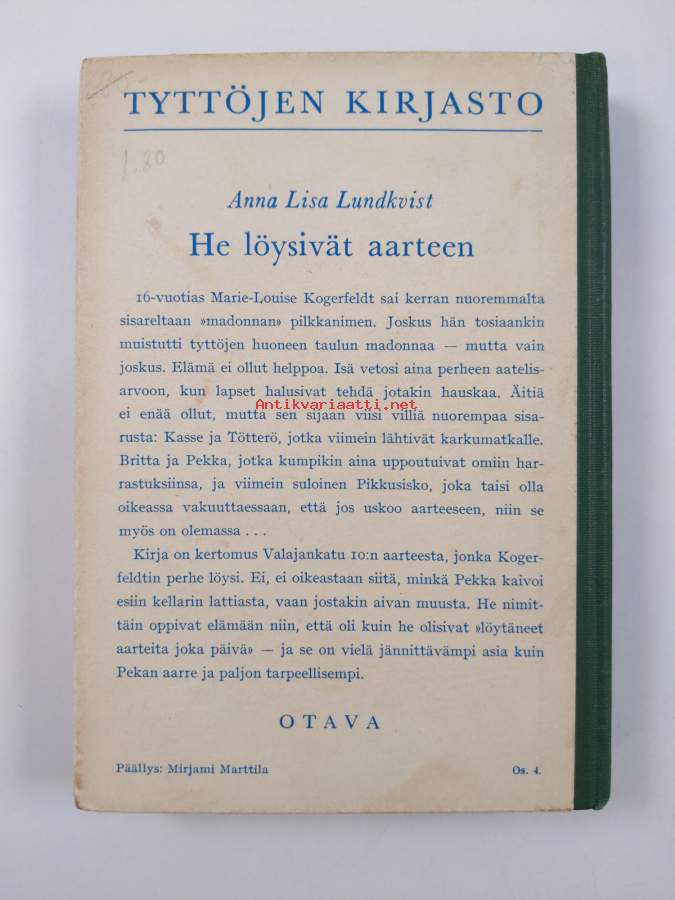 TYTTÖJEN KIRJASTO
1.80
Anna Lisa Lundkvist
He löysivät aarteen
16-vuotias Marie-Louise Kogerfeldt sai kerran nuoremmalta
sisareltaan »madonnan» pilkkanimen. Joskus hän tosiaankin
muistutti tyttöjen huoneen taulun madonnaa — mutta vain
joskus. Elämä ei ollut helppoa. Isä vetosi aina perheen aatelis-
arvoon, kun lapset halusivat tehdä jotakin hauskaa. Äitiä
Antikvariaatti.net
ei enää ollut, mutta sen sijaan viisi villiä nuorempaa sisa-
rusta: Kasse ja Tötterö, jotka viimein lähtivät karkumatkalle.
Britta ja Pekka, jotka kumpikin aina uppoutuivat omiin har-
rastuksiinsa, ja viimein suloinen Pikkusisko, joka taisi olla
oikeassa vakuuttaessaan, että jos uskoo aarteeseen, niin se
myös on olemassa . . .
Kirja on kertomus Valajankatu 10:n aarteesta, jonka Koger-
feldtin perhe löysi. Ei, ei oikeastaan siitä, minkä Pekka kaivoi
esiin kellarin lattiasta, vaan jostakin aivan muusta. He nimit-
täin oppivat elämään niin, että oli kuin he olisivat »löytäneet
aarteita joka päivä» — ja se on vielä jännittävämpi asia kuin
Pekan aarre ja paljon tarpeellisempi.
OTAVA
Päällys: Mirjami Marttila
Os. 4.